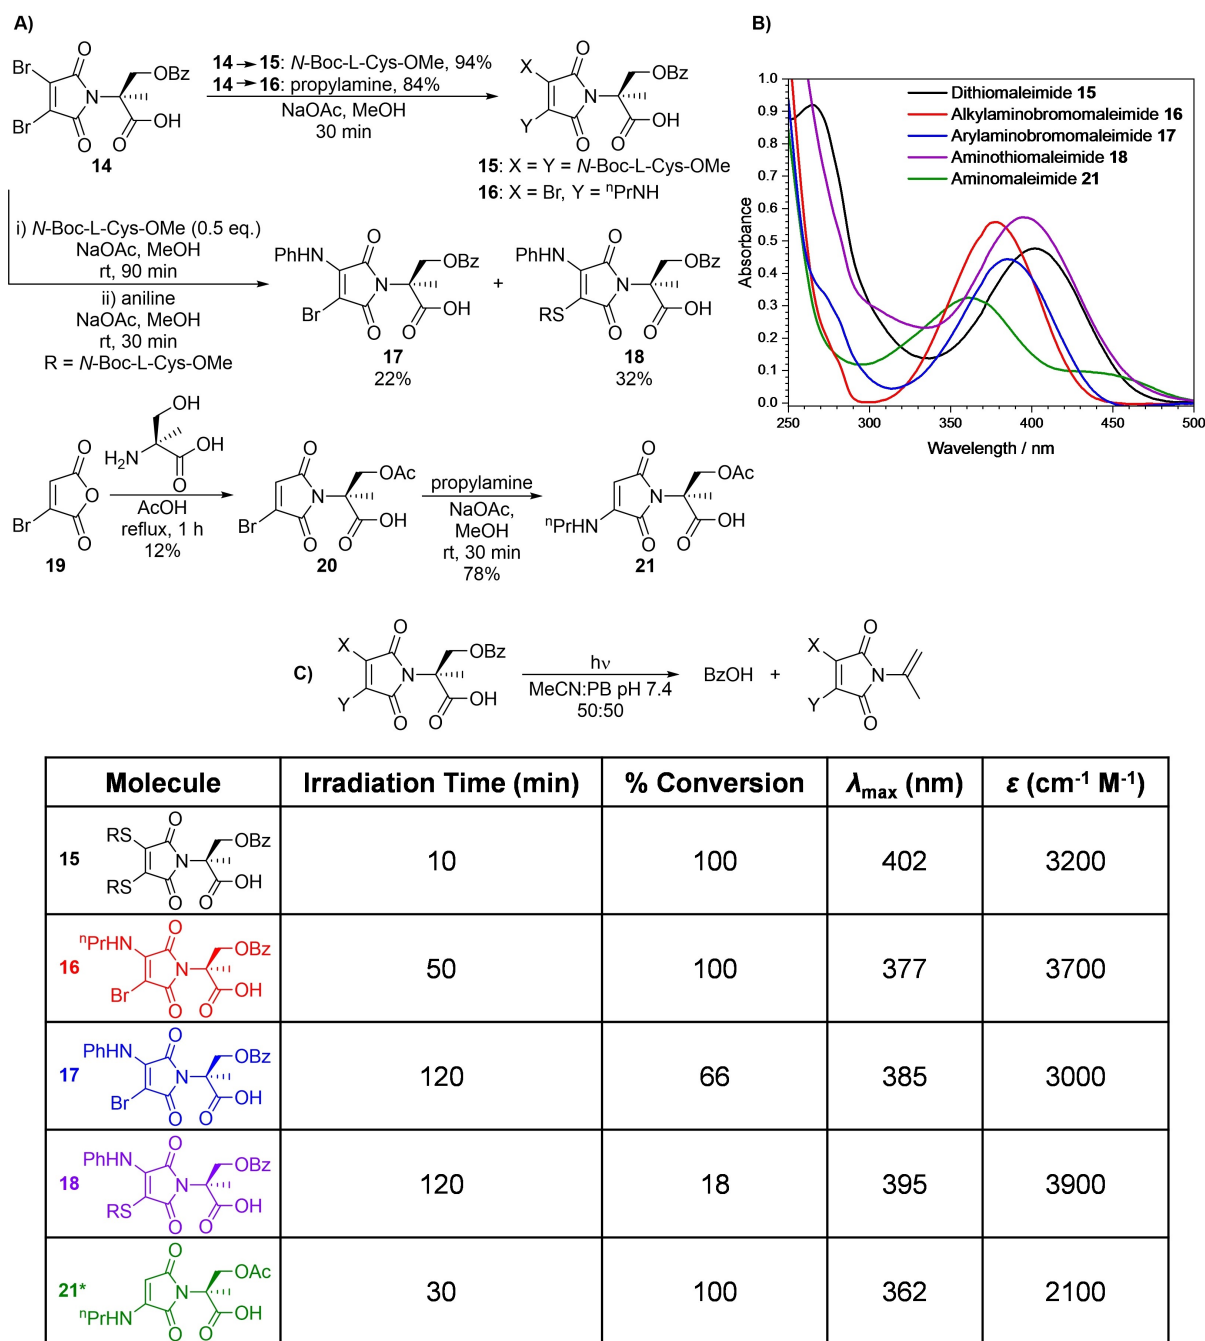 A)
B)
14 → 15: N-Boc-L-Cys-OMe, 94%
14 → 16: propylamine, 84%
NaOAc, MeOH
30 min
Br
Br
O
O
N
OBz
OH
O
14
X
Y
O
O
N
OBz
OH
O
15: X = Y = N-Boc-L-Cys-OMe
16: X = Br, Y = nPrNH
i) N-Boc-L-Cys-OMe (0.5 eq.)
NaOAc, MeOH
rt, 90 min
ii) aniline
NaOAc, MeOH
rt, 30 min
R = N-Boc-L-Cys-OMe
PhHN
Br
O
O
N
OBz
OH
O
17
22%
+
PhHN
RS
O
O
N
OBz
OH
O
18
32%
Absorbance
1.0
0.9
0.8
0.7
0.6
0.5
0.4
0.3
0.2
0.1
0.0
250
300
350
400
450
500
Wavelength / nm
Dithiomaleimide 15
Alkylaminobromomaleimide 16
Arylaminobromomaleimide 17
Aminothiomaleimide 18
Aminomaleimide 21
O
O
O
Br
19
OH
H2N
OH
O
AcOH
reflux, 1 h
12%
O
O
N
Br
OAc
OH
O
20
propylamine
NaOAc,
MeOH
rt, 30 min
78%
O
O
N
nPrHN
OAc
OH
O
21
C)
X
Y
O
O
N
OBz
OH
O
hν
MeCN:PB pH 7.4
50:50
BzOH
+
X
Y
O
O
N
Molecule
Irradiation Time (min)
% Conversion
λmax (nm)
ε (cm-1 M-1)
15
RS
RS
O
O
N
OBz
OH
O
10
100
402
3200
16
nPrHN
Br
O
O
N
OBz
OH
O
50
100
377
3700
17
PhHN
Br
O
O
N
OBz
OH
O
120
66
385
3000
18
PhHN
RS
O
O
N
OBz
OH
O
120
18
395
3900
21*
nPrHN
O
O
N
OAc
OH
O
30
100
362
2100